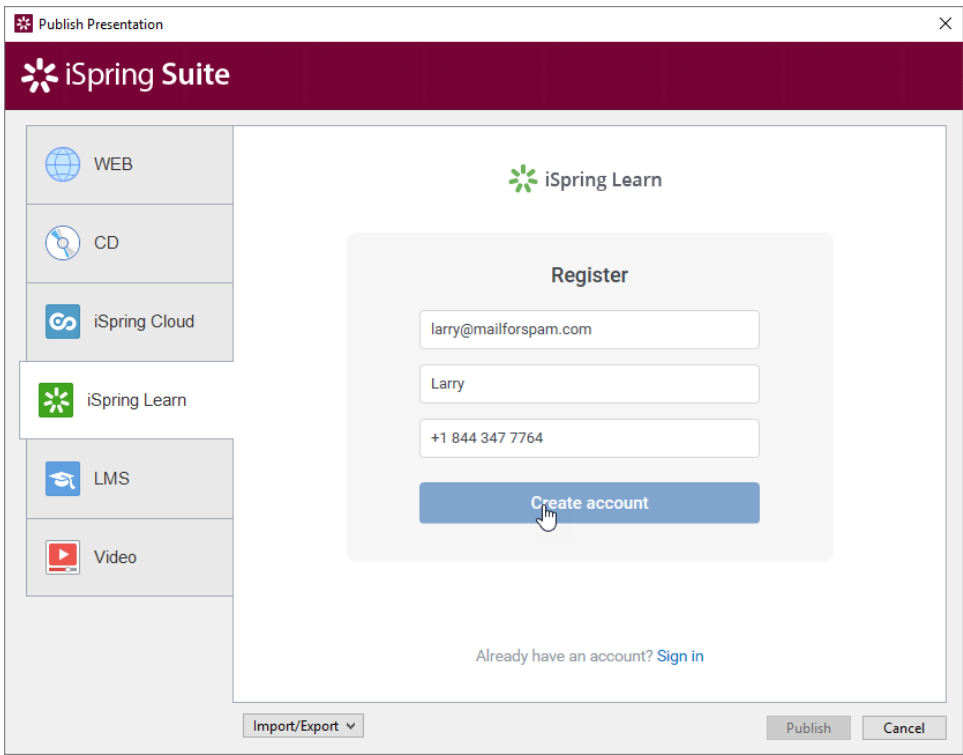 Publish Presentation
iSpring Suite
WEB
CD
iSpring Cloud
iSpring Learn
LMS
Video
iSpring Learn
Register
larry@mailforspam.com
Larry
+1 844 347 7764
Create account
Already have an account? Sign in
Import/Export
Publish
Cancel